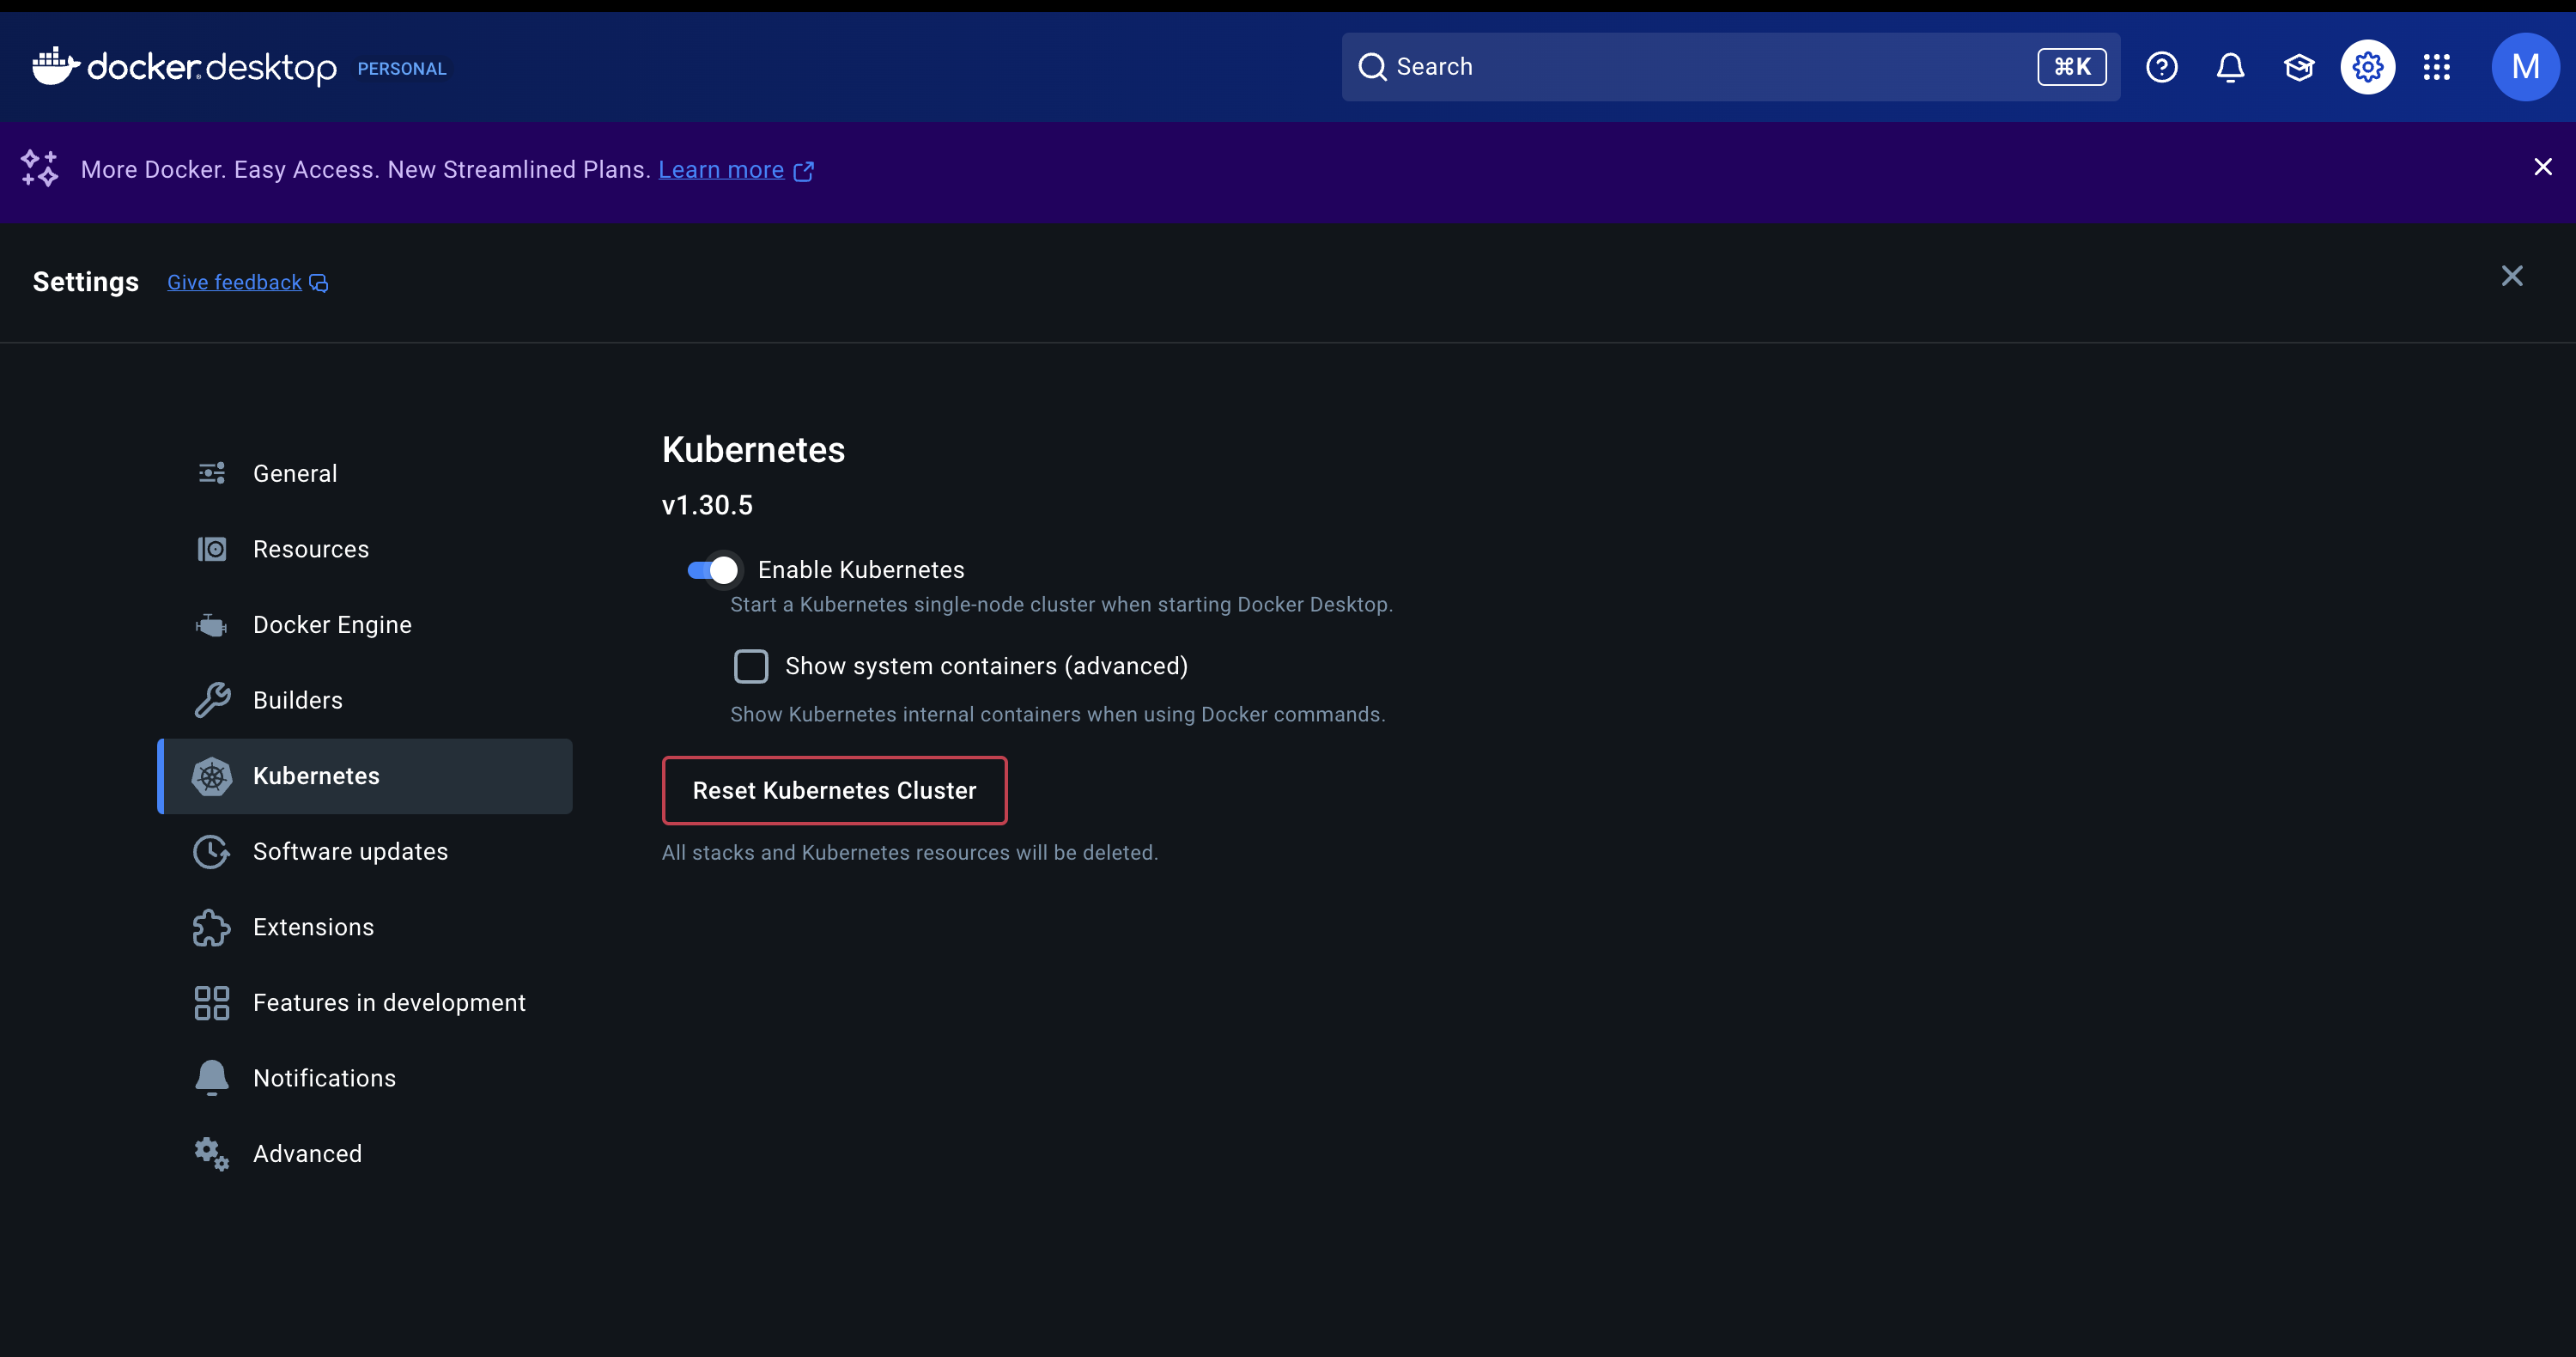 docker desktop PERSONAL
Search
⌘K
M
More Docker. Easy Access. New Streamlined Plans. Learn more
Settings
Give feedback
General
Resources
Docker Engine
Builders
Kubernetes
Software updates
Extensions
Features in development
Notifications
Advanced
Kubernetes
v1.30.5
Enable Kubernetes
Start a Kubernetes single-node cluster when starting Docker Desktop.
Show system containers (advanced)
Show Kubernetes internal containers when using Docker commands.
Reset Kubernetes Cluster
All stacks and Kubernetes resources will be deleted.